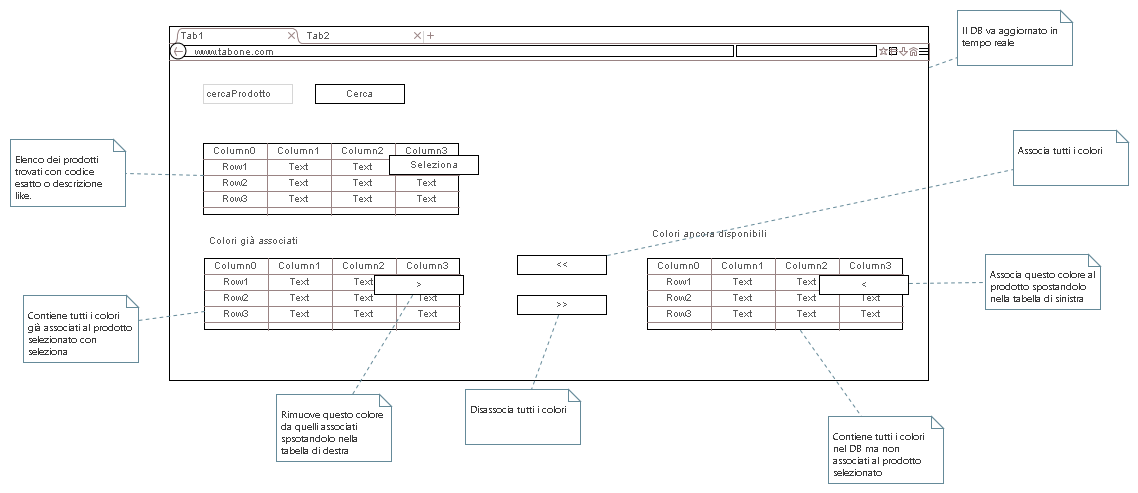 Tab1
Tab2
www.tabone.com
Il DB va aggiornato in
tempo reale
cercaProdotto
Cerca
Associa tutti i colori
Elenco dei prodotti
trovati con codice
esatto o descrizione
like.
Column0 Column1 Column2 Column3
Row1 Text Text Seleziona
Row2 Text Text Text
Row3 Text Text Text
Colori già associati
Colori ancora disponibili
Column0 Column1 Column2 Column3
Row1 Text Text >
Row2 Text Text Text
Row3 Text Text Text
<<
>>
Column0 Column1 Column2 Column3
Row1 Text Text <
Row2 Text Text Text
Row3 Text Text Text
Associa questo colore al
prodotto spostandolo
nella tabella di sinistra
Contiene tutti i colori
già associati al prodotto
selezionato con
seleziona
Rimuove questo colore
da quelli associati
spsotandolo nella
tabella di destra
Disassocia tutti i colori
Contiene tutti i colori
nel DB ma non
associati al prodotto
selezionato